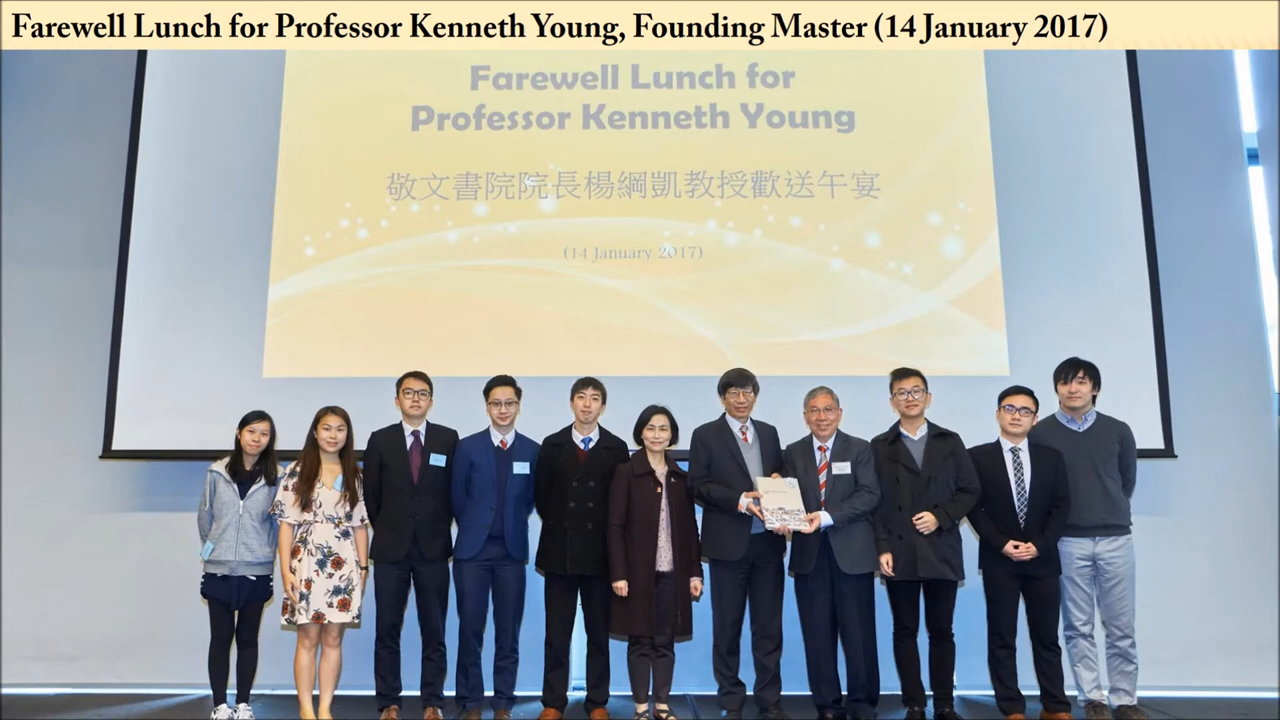 Farewell Lunch for Professor Kenneth Young, Founding Master (14 January 2017)
Farewell Lunch for
Professor Kenneth Young
敬文書院院長楊綱凱教授歡送午宴
(14 January 2017)